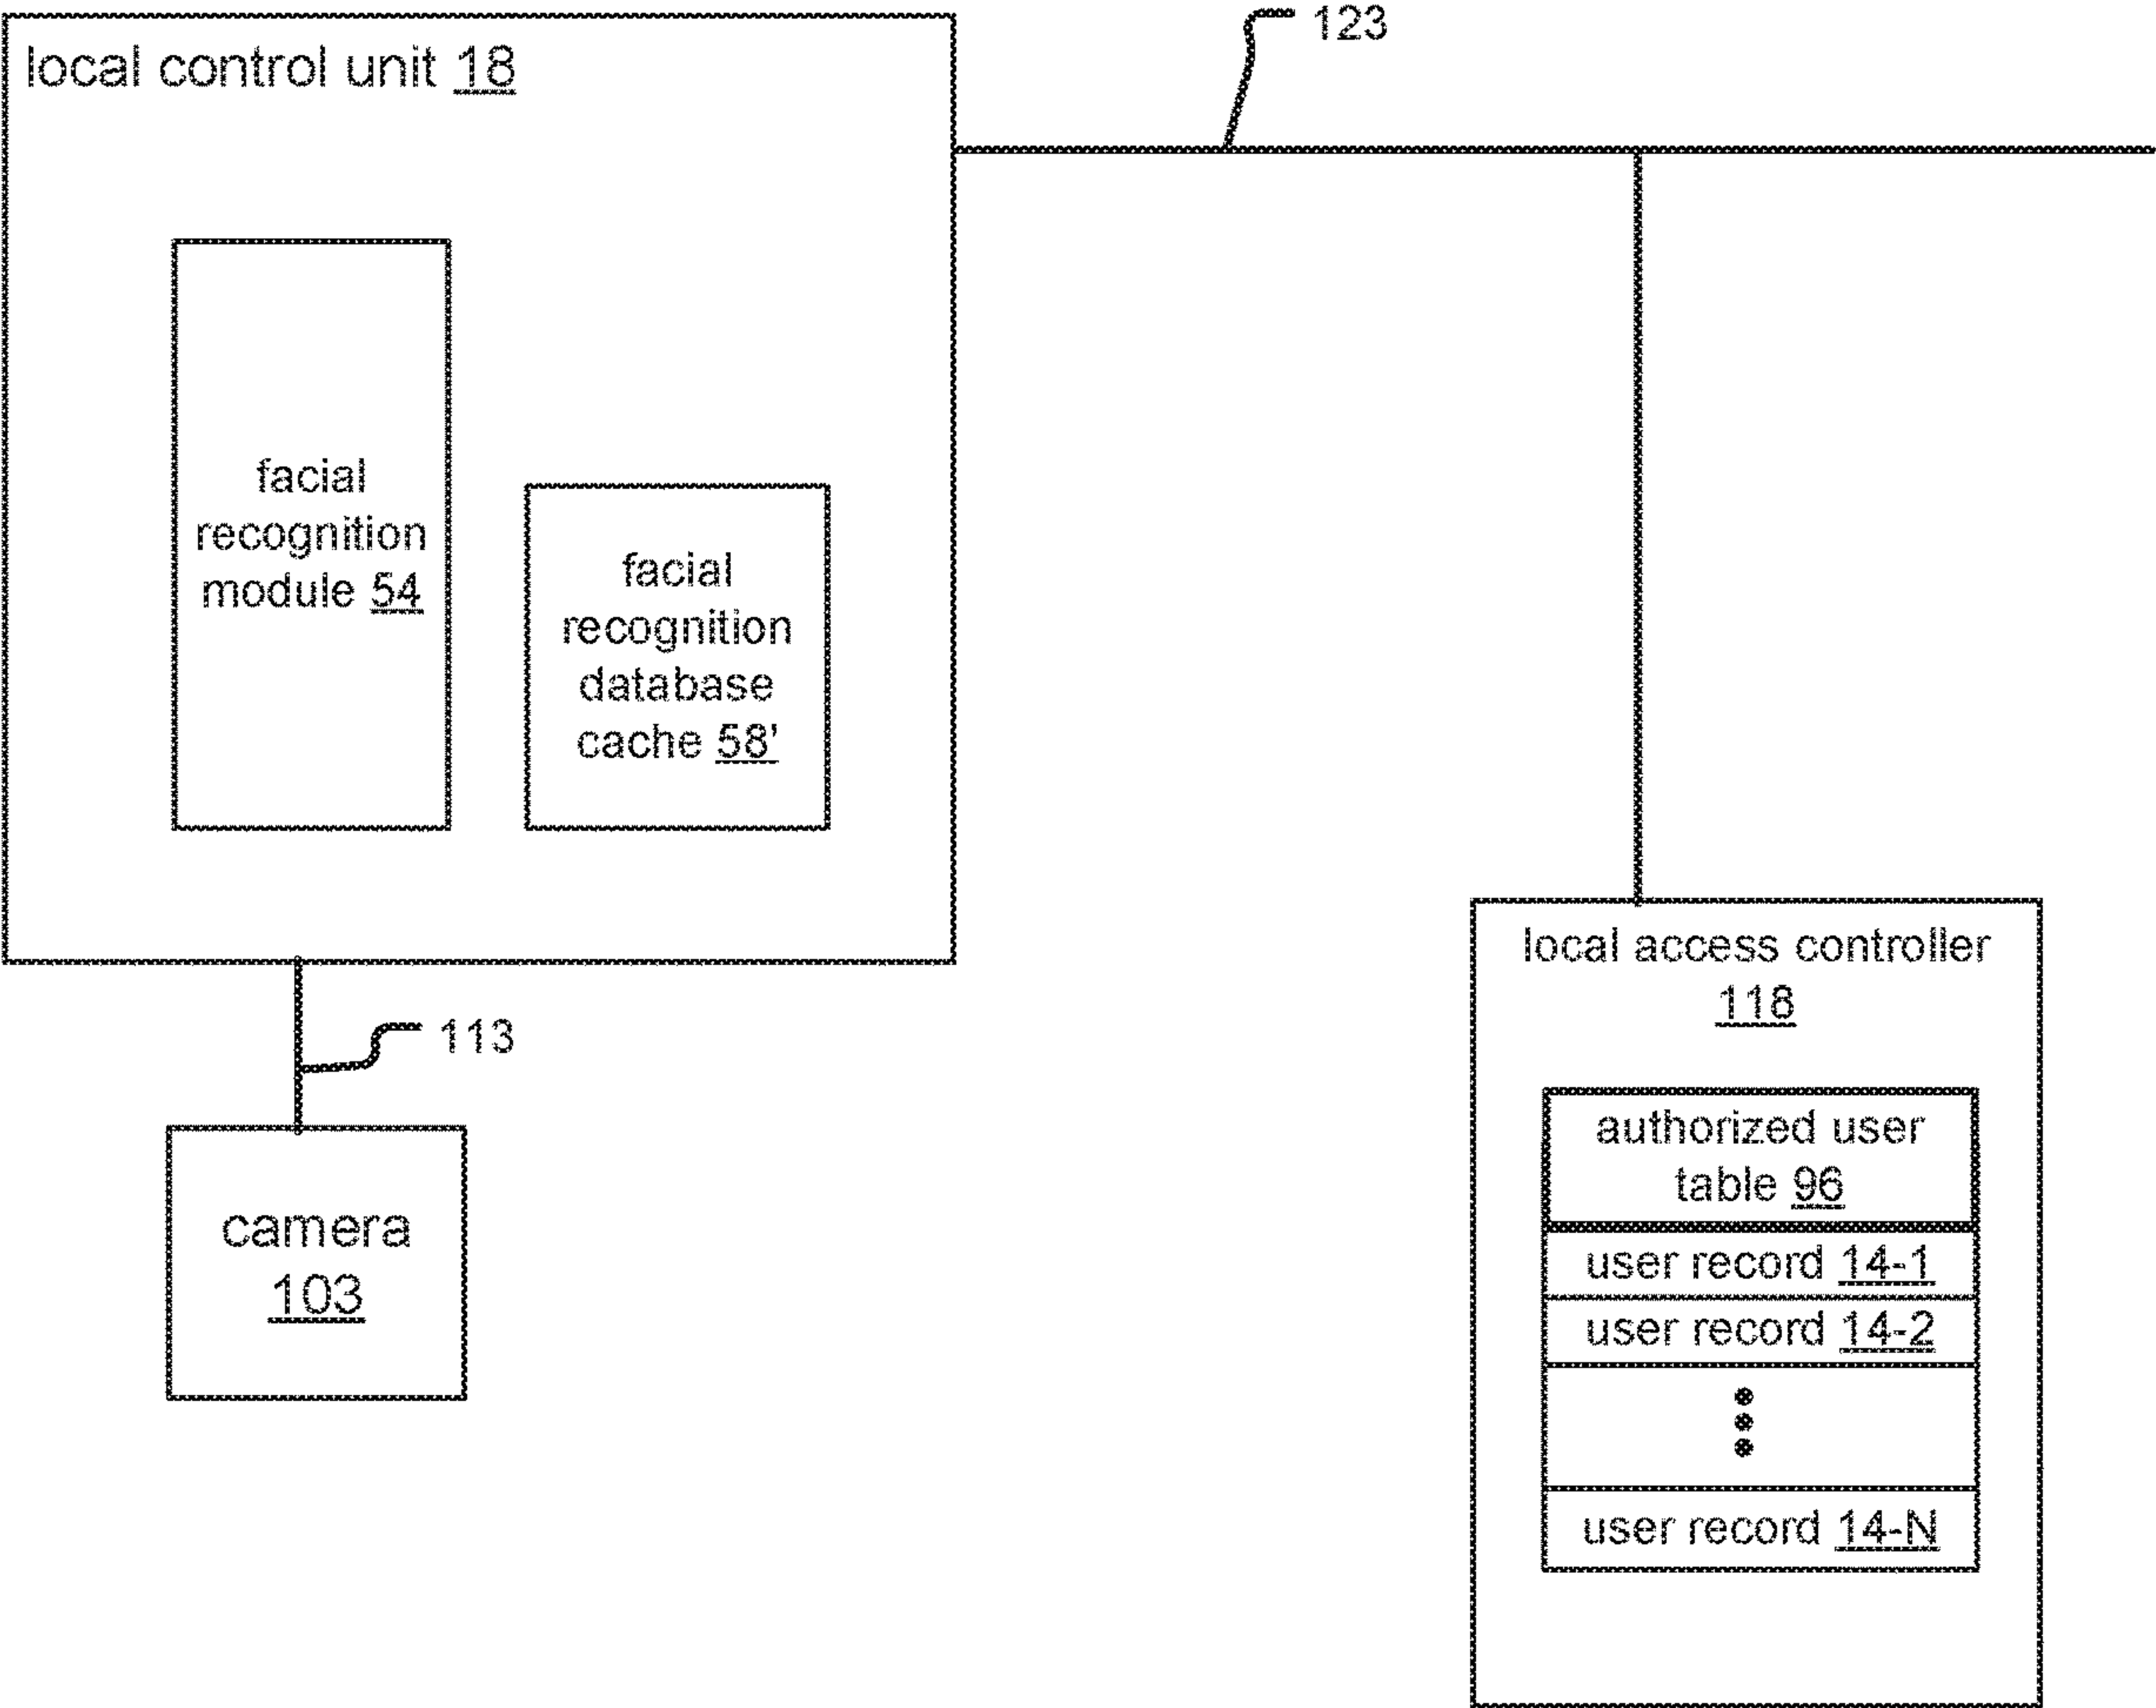 123
local control unit 18
facial
recognition
module 54
facial
recognition
database
cache 58'
local access controller
118
113
authorized user
table 96
camera
103
user record 14-1
user record 14-2
user record 14-N